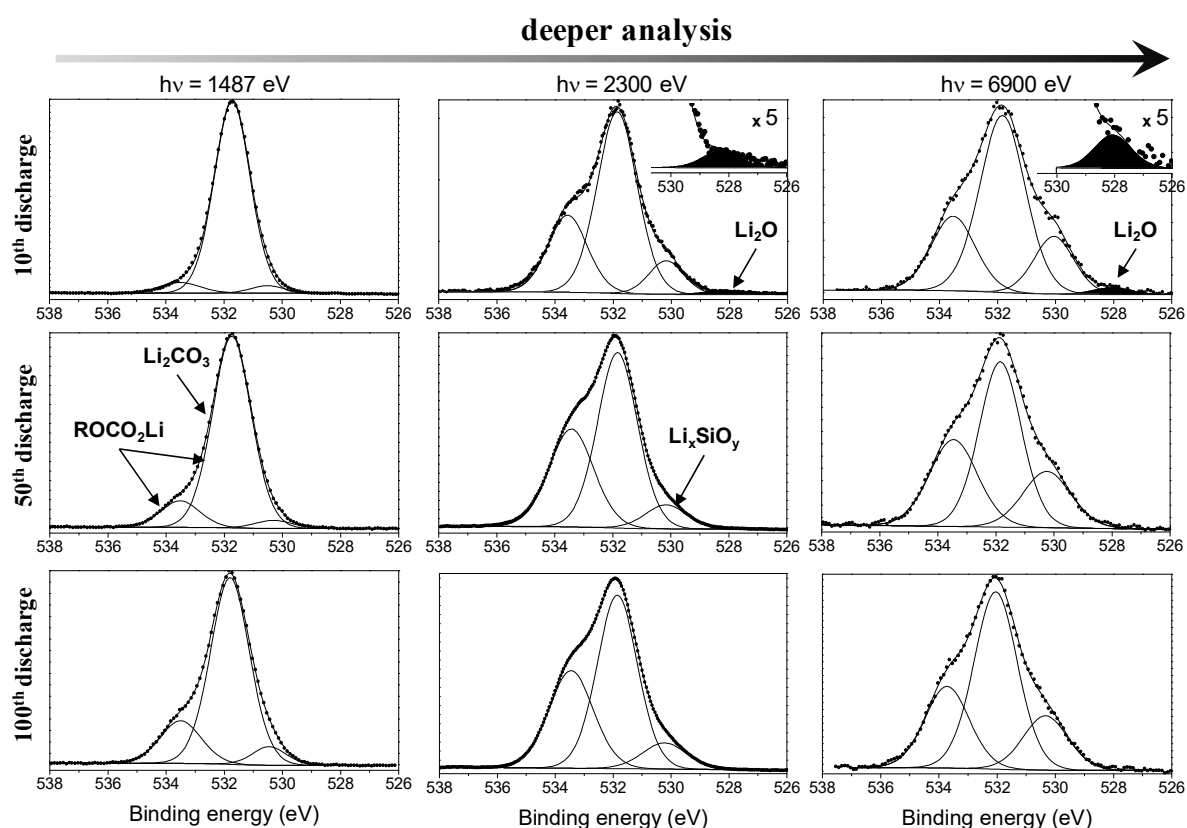 deeper analysis
hν = 1487 eV
hν = 2300 eV
hν = 6900 eV
10th discharge
x 5
530 528 526
Li2O
x 5
530 528 526
Li2O
538 536 534 532 530 528 526
538 536 534 532 530 528 526
538 536 534 532 530 528 526
50th discharge
Li2CO3
ROCO2Li
LixSiOy
538 536 534 532 530 528 526
538 536 534 532 530 528 526
538 536 534 532 530 528 526
100th discharge
538 536 534 532 530 528 526
538 536 534 532 530 528 526
538 536 534 532 530 528 526
Binding energy (eV)
Binding energy (eV)
Binding energy (eV)